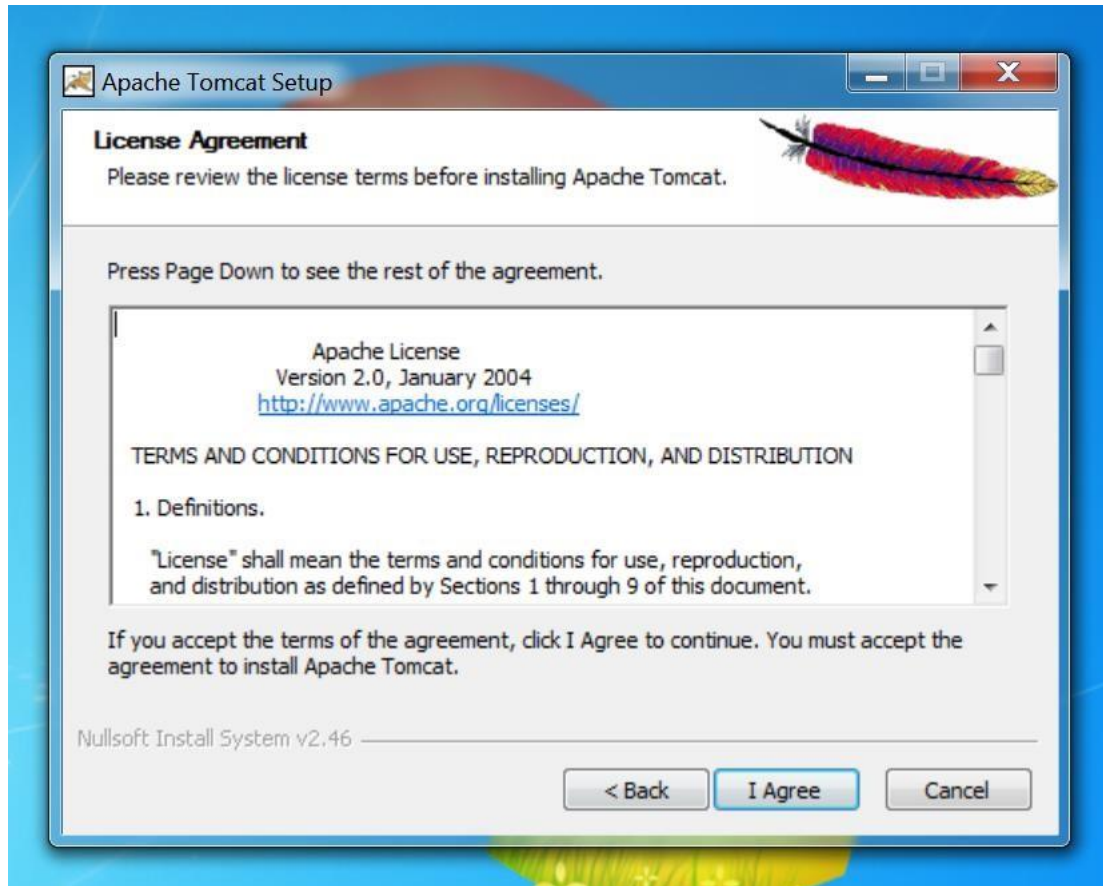 Apache Tomcat Setup
License Agreement
Please review the license terms before installing Apache Tomcat.
Press Page Down to see the rest of the agreement.
Apache License
Version 2.0, January 2004
http://www.apache.org/licenses/
TERMS AND CONDITIONS FOR USE, REPRODUCTION, AND DISTRIBUTION
1. Definitions.
"License" shall mean the terms and conditions for use, reproduction,
and distribution as defined by Sections 1 through 9 of this document.
If you accept the terms of the agreement, click I Agree to continue. You must accept the
agreement to install Apache Tomcat.
Nullsoft Install System v2.46
< Back I Agree Cancel